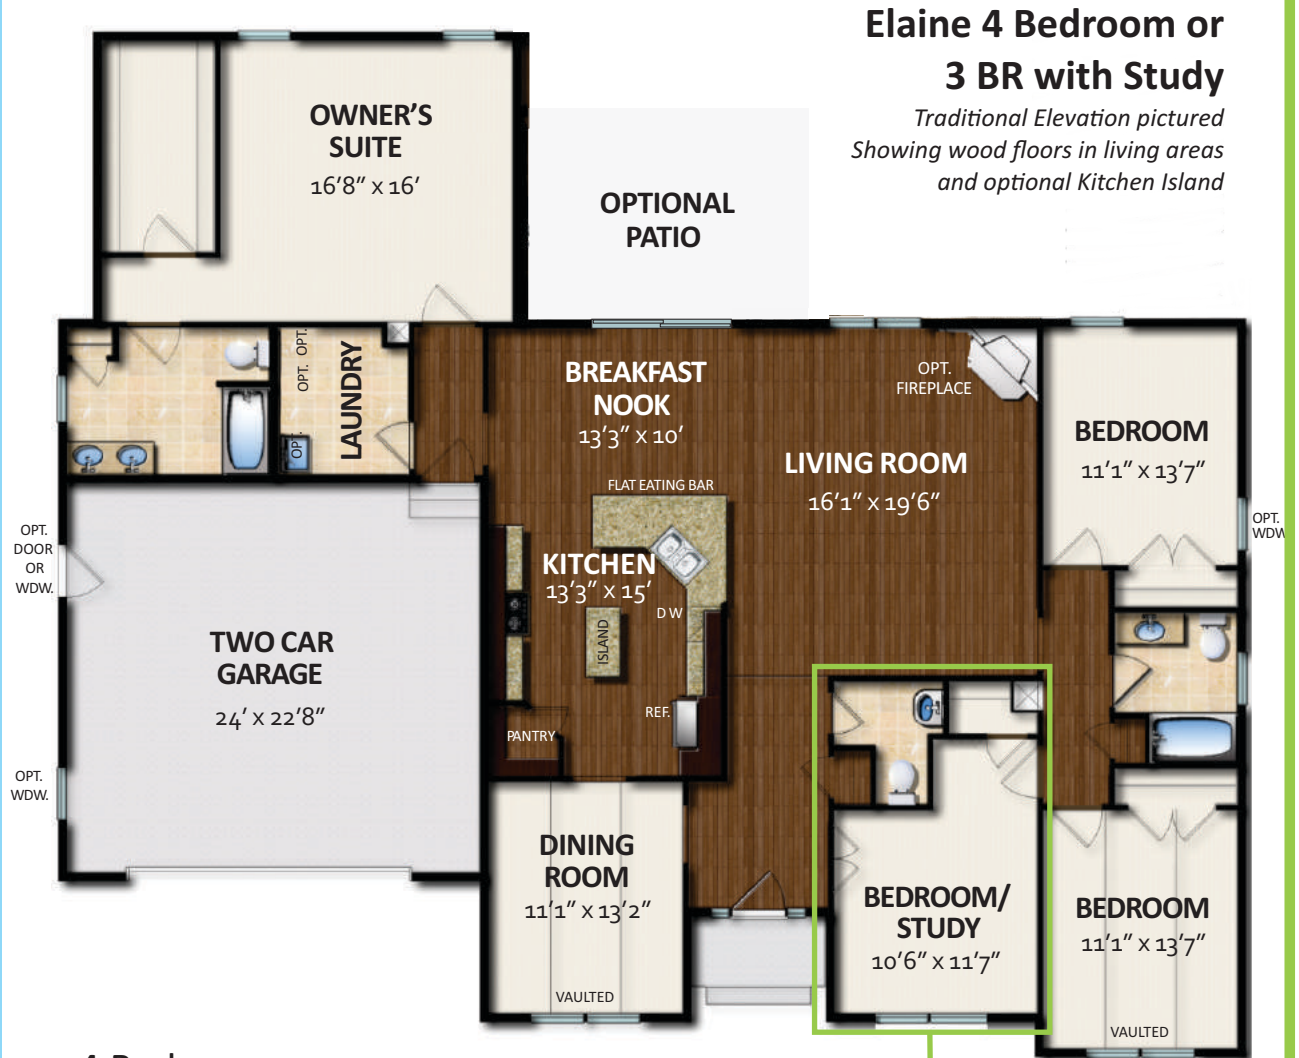 Elaine 4 Bedroom or
3 BR with Study
Traditional Elevation pictured
Showing wood floors in living areas
and optional Kitchen Island
OWNER'S
SUITE
16'8" x 16'
OPTIONAL
PATIO
OPT. OPT.
OPT.
LAUNDRY
BREAKFAST
NOOK
13'3" x 10'
OPT.
FIREPLACE
LIVING ROOM
16'1" x 19'6"
BEDROOM
11'1" x 13'7"
FLAT EATING BAR
OPT.
WDW
OPT.
DOOR
OR
WDW.
KITCHEN
13'3" x 15'
D W
ISLAND
TWO CAR
GARAGE
24' x 22'8"
REF.
PANTRY
OPT.
WDW.
DINING
ROOM
11'1" x 13'2"
VAULTED
BEDROOM/
STUDY
10'6" x 11'7"
BEDROOM
11'1" x 13'7"
VAULTED